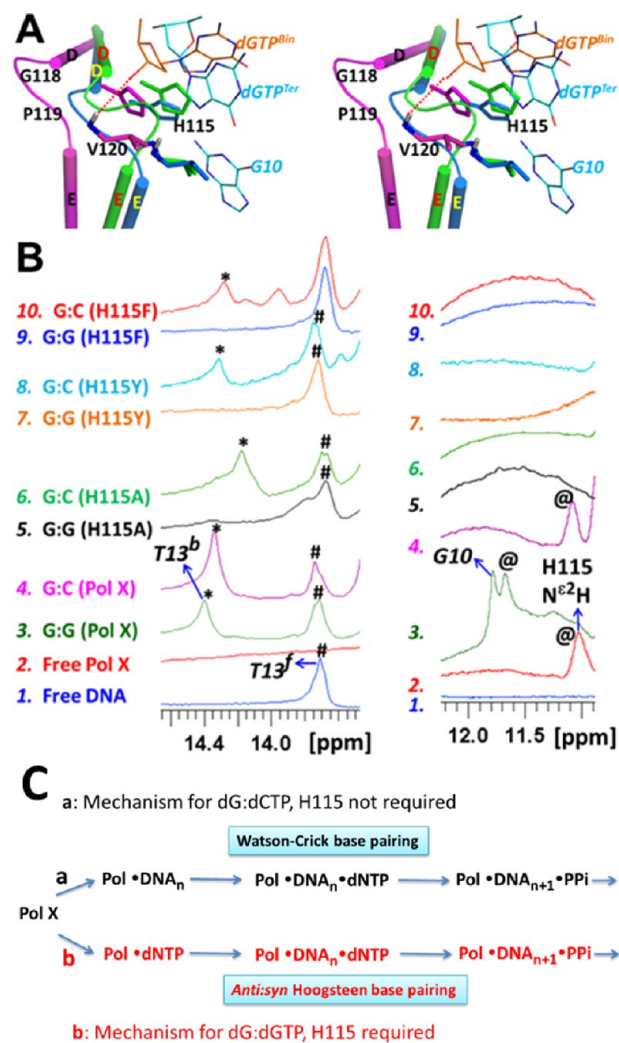 A
D
D
D
G118
P119
V120
H115
E
E
E
dGTP^Bin
dGTP^Ter
G10
D
D
D
G118
P119
V120
H115
E
E
E
dGTP^Bin
dGTP^Ter
G10
B
10. G:C (H115F)
9. G:G (H115F)
8. G:C (H115Y)
7. G:G (H115Y)
6. G:C (H115A)
5. G:G (H115A)
4. G:C (Pol X)
3. G:G (Pol X)
2. Free Pol X
1. Free DNA
*
#
*
#
*
#
#
*
T13^b
#
*
#
T13^f
#
14.4 14.0 [ppm]
10.
9.
8.
7.
6.
5.
4.
3.
2.
1.
@
G10
@
H115
N^ε2H
@
12.0 11.5 [ppm]
C
a: Mechanism for dG:dCTP, H115 not required
Watson-Crick base pairing
a
Pol •DNAₙ
Pol •DNAₙ•dNTP
Pol •DNAₙ₊₁•PPi
Pol X
b
Pol •dNTP
Pol •DNAₙ•dNTP
Pol •DNAₙ₊₁•PPi
Anti:syn Hoogsteen base pairing
b: Mechanism for dG:dGTP, H115 required